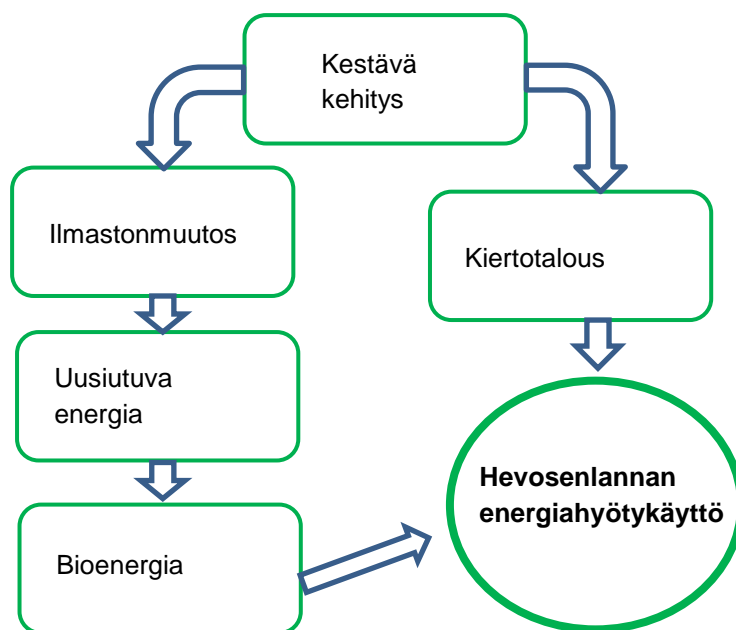 Kestävä
kehitys
Ilmastonmuutos
Kiertotalous
Uusiutuva
energia
Hevosenlannan
energiahyötykäyttö
Bioenergia